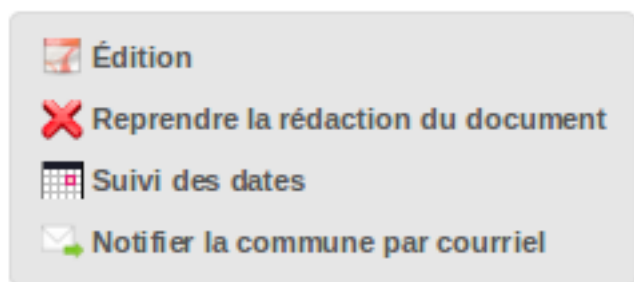 Édition
Reprendre la rédaction du document
Suivi des dates
Notifier la commune par courriel